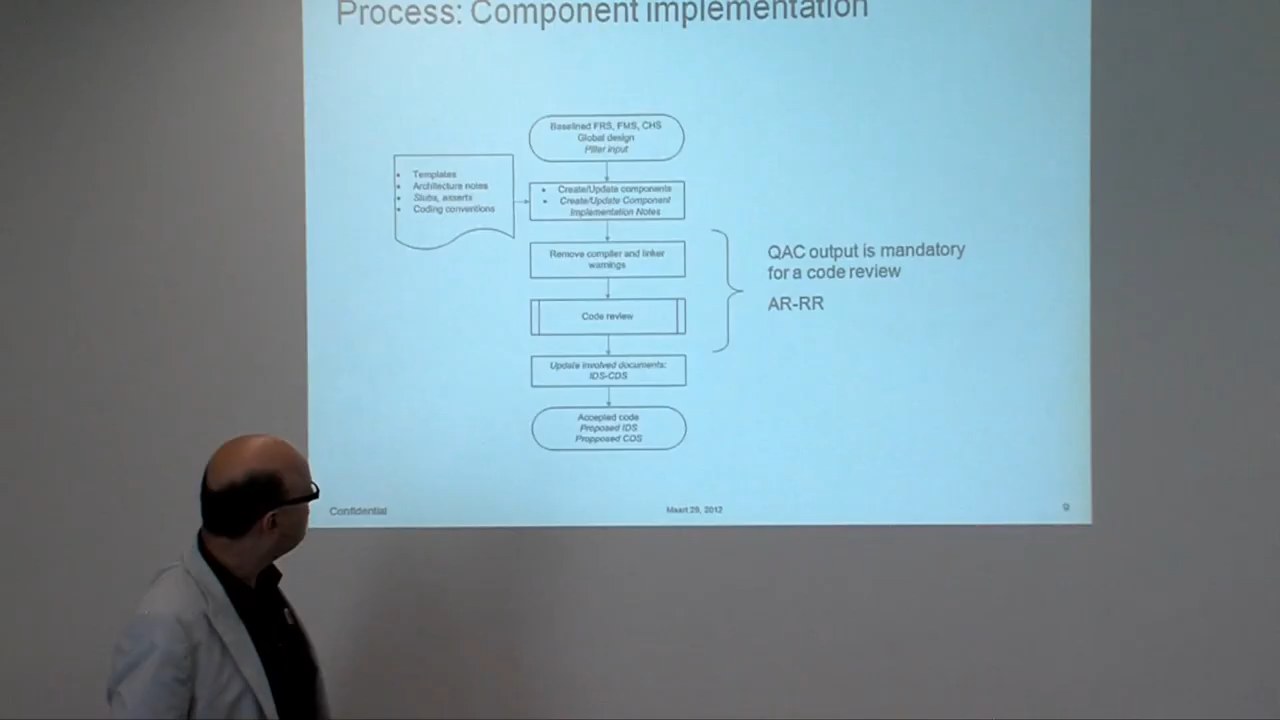 Process: Component implementation
Baselined FRS, FMS, CHS
Global design
Piller input
• Templates
• Architecture notes
• Stubs, asserts
• Coding conventions
• Create/Update components
• Create/Update Component
Implementation Notes
Remove compiler and linker
warnings
QAC output is mandatory
for a code review
AR-RR
Code review
Update involved documents:
IDS-CDS
Accepted code
Proposed IDS
Propposed CDS
Confidential
Maart 29, 2012
9